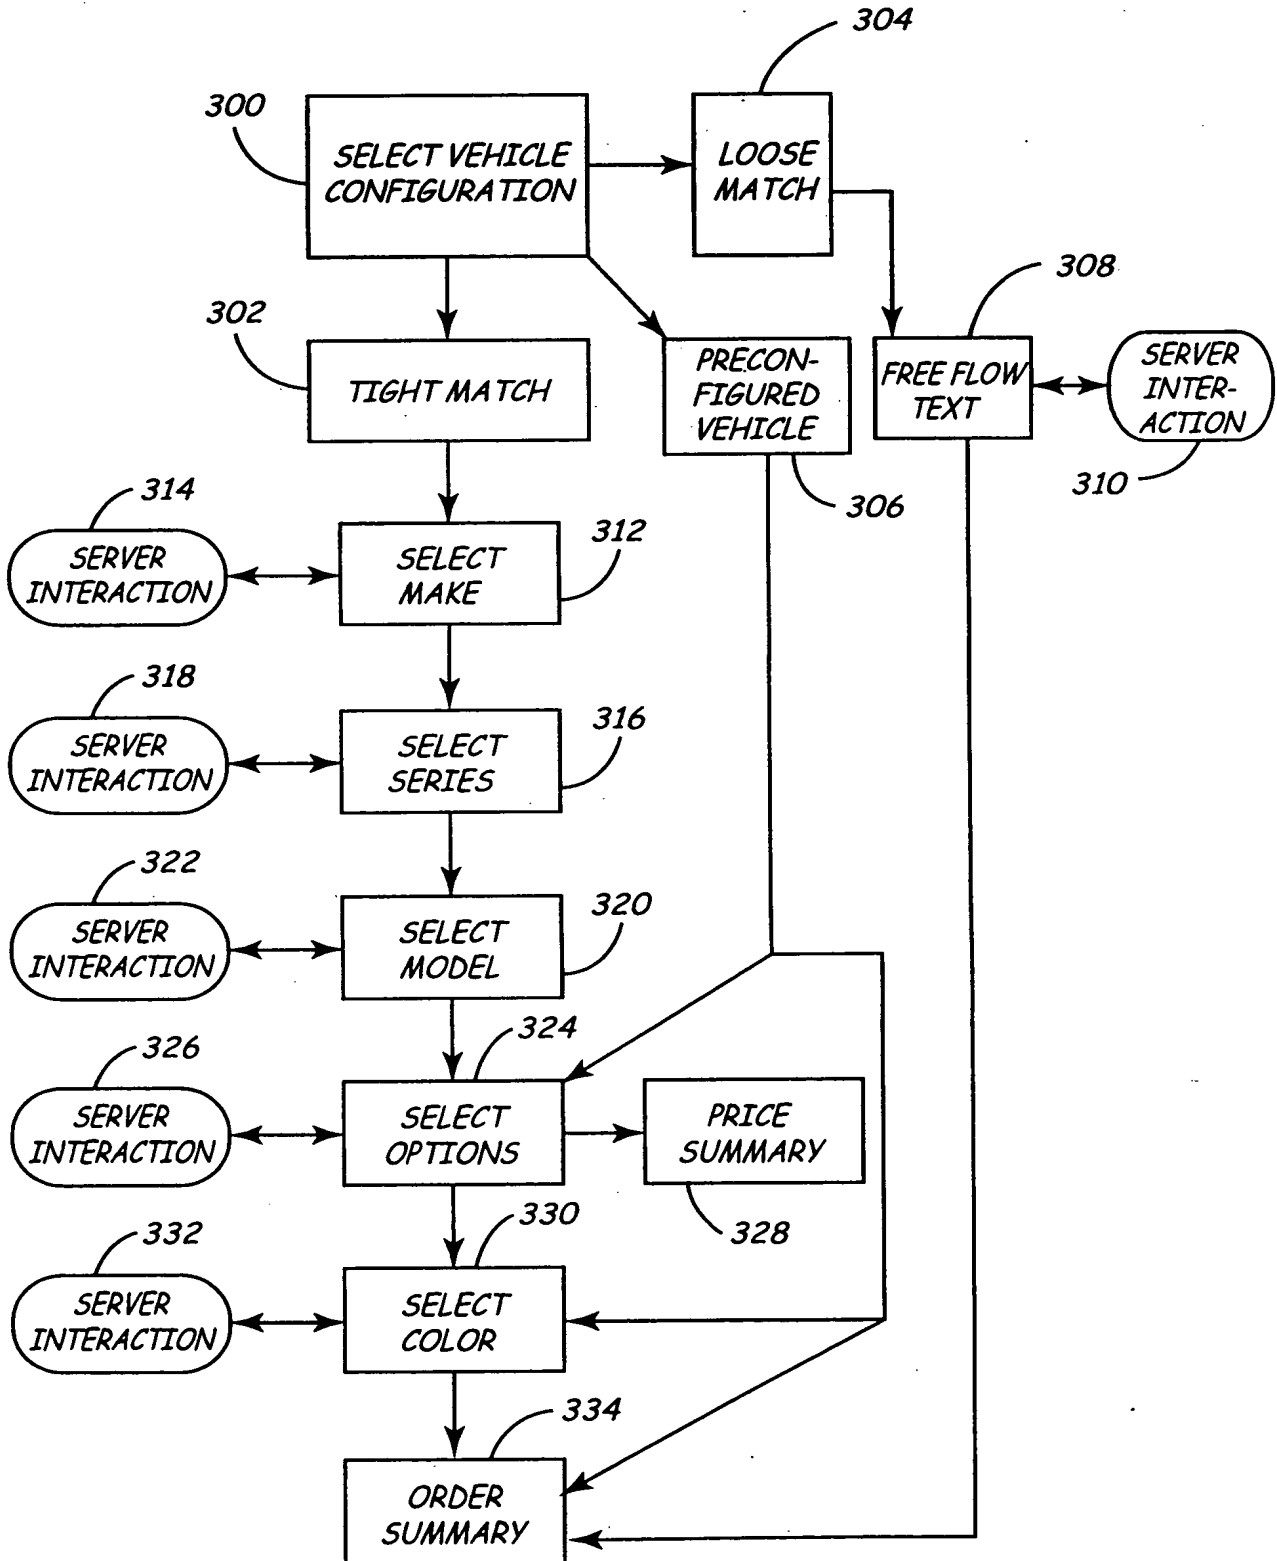 304
300
SELECT VEHICLE
CONFIGURATION
LOOSE
MATCH
308
302
TIGHT MATCH
PRECON-
FIGURED
VEHICLE
306
FREE FLOW
TEXT
SERVER
INTER-
ACTION
310
314
SERVER
INTERACTION
SELECT
MAKE
312
318
SERVER
INTERACTION
SELECT
SERIES
316
322
SERVER
INTERACTION
SELECT
MODEL
320
324
326
SERVER
INTERACTION
SELECT
OPTIONS
PRICE
SUMMARY
328
330
332
SERVER
INTERACTION
SELECT
COLOR
334
ORDER
SUMMARY